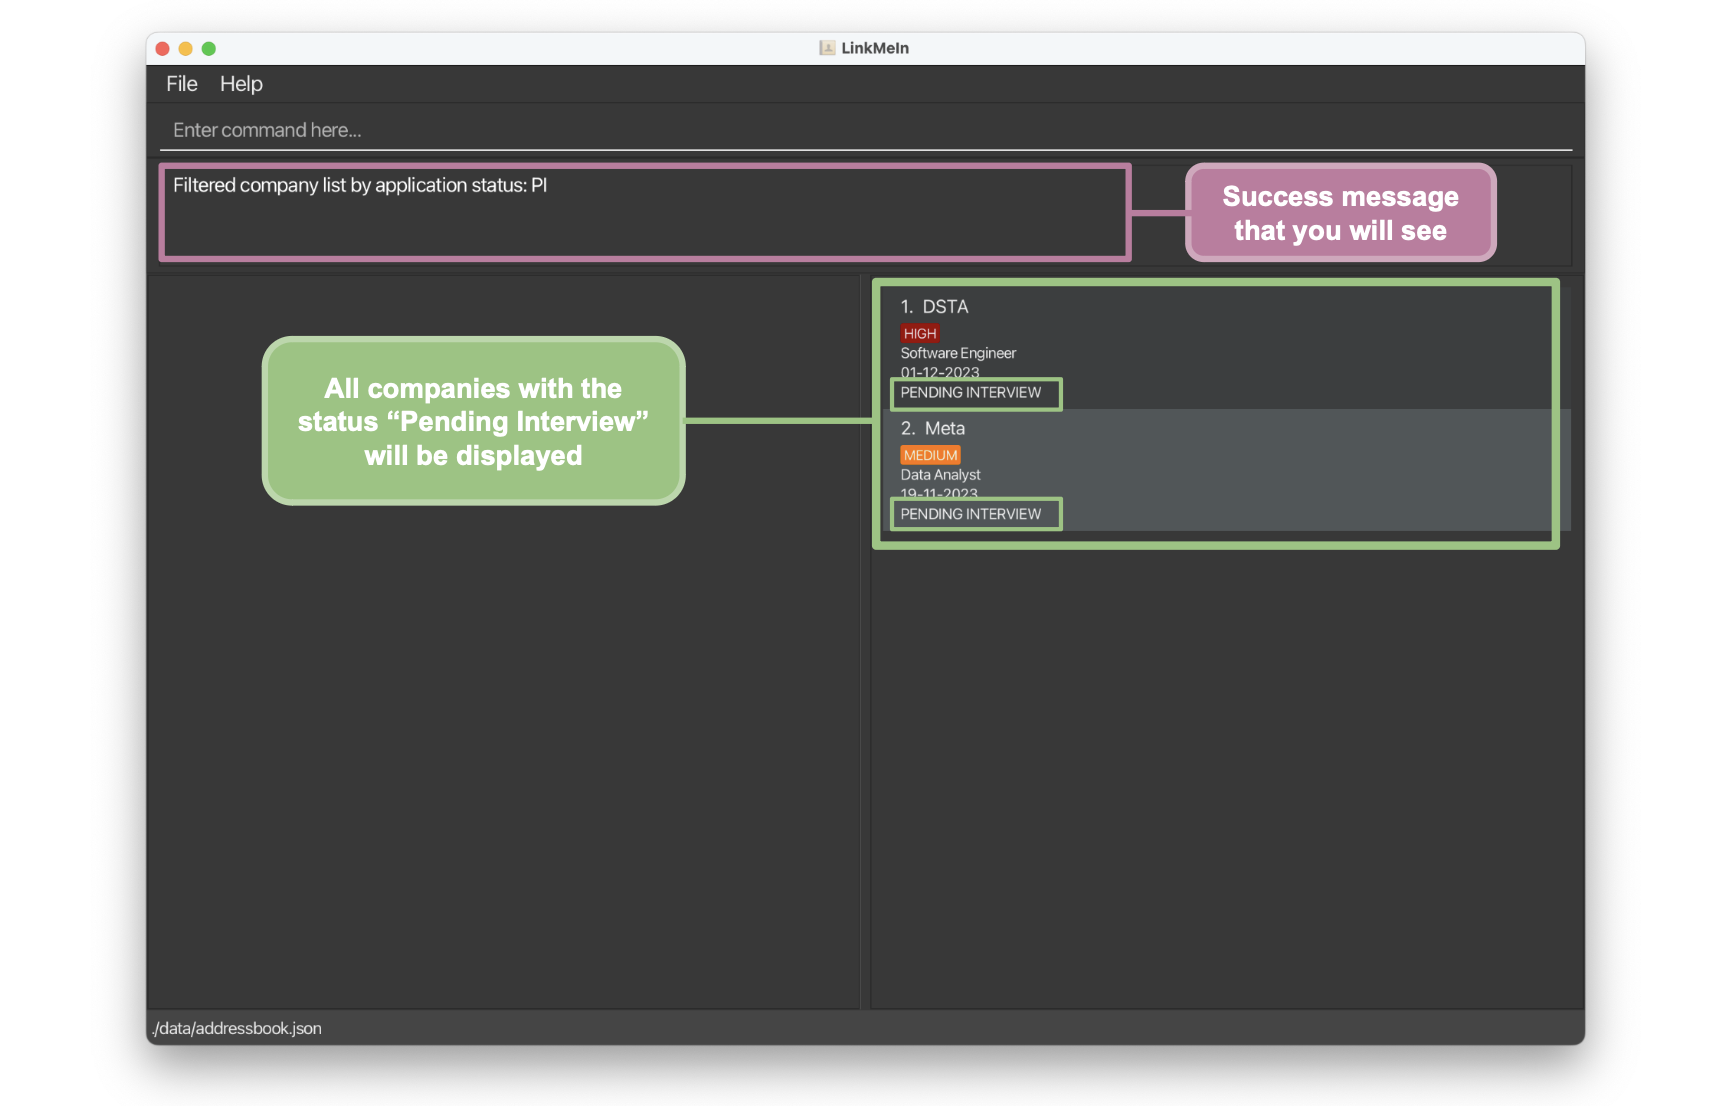 LinkMeIn
File Help
Enter command here...
Filtered company list by application status: PI
Success message
that you will see
All companies with the
status “Pending Interview”
will be displayed
1. DSTA
HIGH
Software Engineer
01-12-2023
PENDING INTERVIEW
2. Meta
MEDIUM
Data Analyst
19-11-2023
PENDING INTERVIEW
./data/addressbook.json